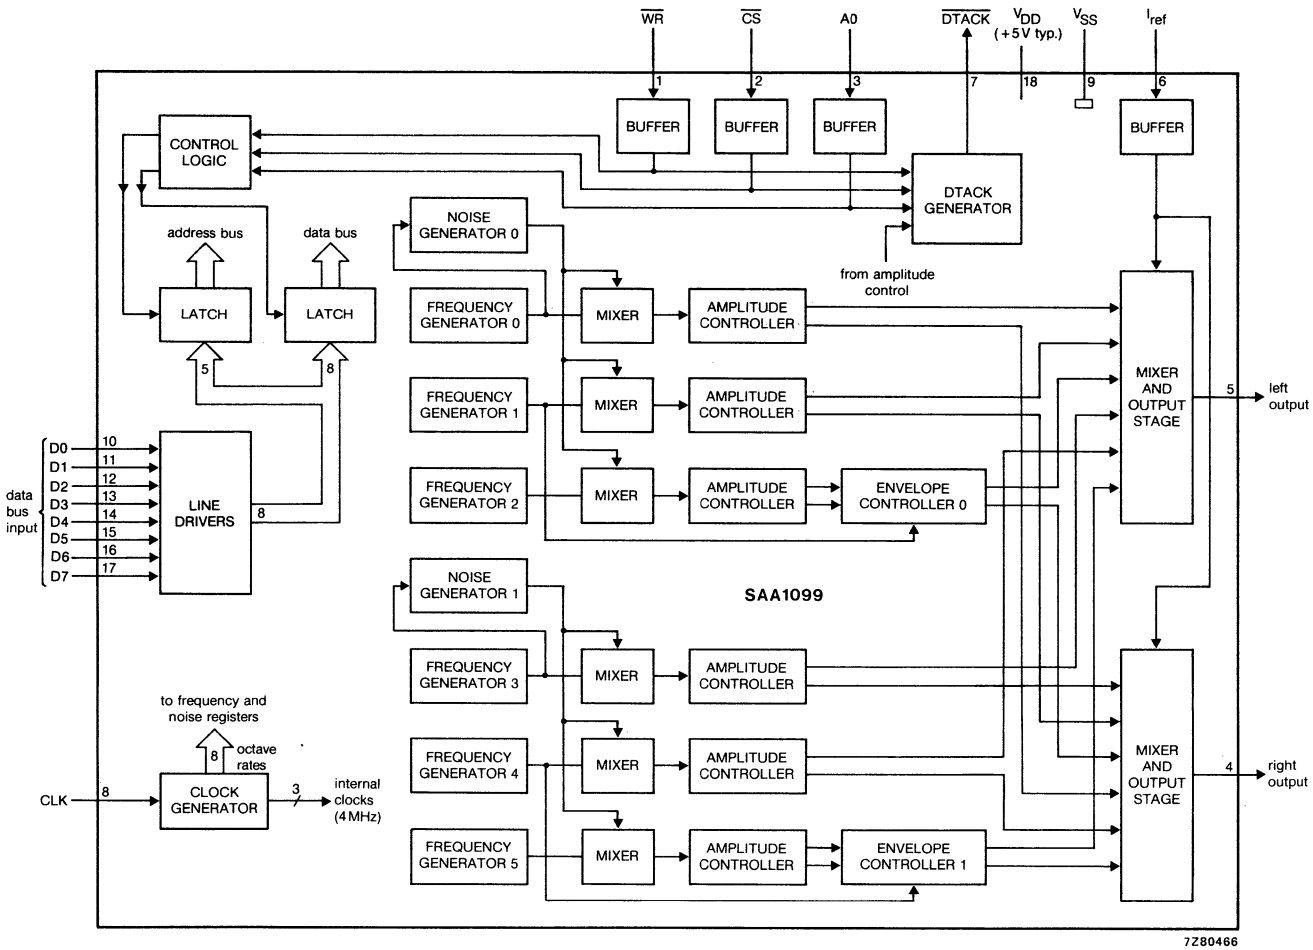 WR
CS
A0
DTACK
VDD
(+5V typ.)
VSS
Iref
1
2
3
7
18
9
6
BUFFER
BUFFER
BUFFER
BUFFER
CONTROL
LOGIC
DTACK
GENERATOR
from amplitude
control
address bus
data bus
LATCH
LATCH
5
8
NOISE
GENERATOR 0
FREQUENCY
GENERATOR 0
MIXER
AMPLITUDE
CONTROLLER
FREQUENCY
GENERATOR 1
MIXER
AMPLITUDE
CONTROLLER
FREQUENCY
GENERATOR 2
MIXER
AMPLITUDE
CONTROLLER
ENVELOPE
CONTROLLER 0
MIXER
AND
OUTPUT
STAGE
5
left
output
data
bus
input
D0
D1
D2
D3
D4
D5
D6
D7
10
11
12
13
14
15
16
17
LINE
DRIVERS
8
SAA1099
NOISE
GENERATOR 1
FREQUENCY
GENERATOR 3
MIXER
AMPLITUDE
CONTROLLER
FREQUENCY
GENERATOR 4
MIXER
AMPLITUDE
CONTROLLER
FREQUENCY
GENERATOR 5
MIXER
AMPLITUDE
CONTROLLER
ENVELOPE
CONTROLLER 1
MIXER
AND
OUTPUT
STAGE
4
right
output
to frequency and
noise registers
8
octave
rates
CLK
8
CLOCK
GENERATOR
3
internal
clocks
(4 MHz)
7Z80466